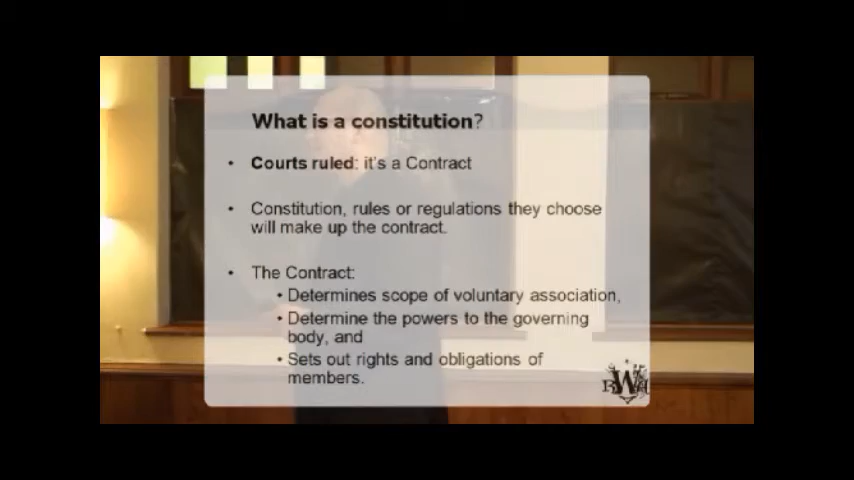 What is a constitution?
• Courts ruled: it's a Contract
• Constitution, rules or regulations they choose
will make up the contract.
• The Contract:
• Determines scope of voluntary association,
• Determine the powers to the governing
body, and
• Sets out rights and obligations of
members.